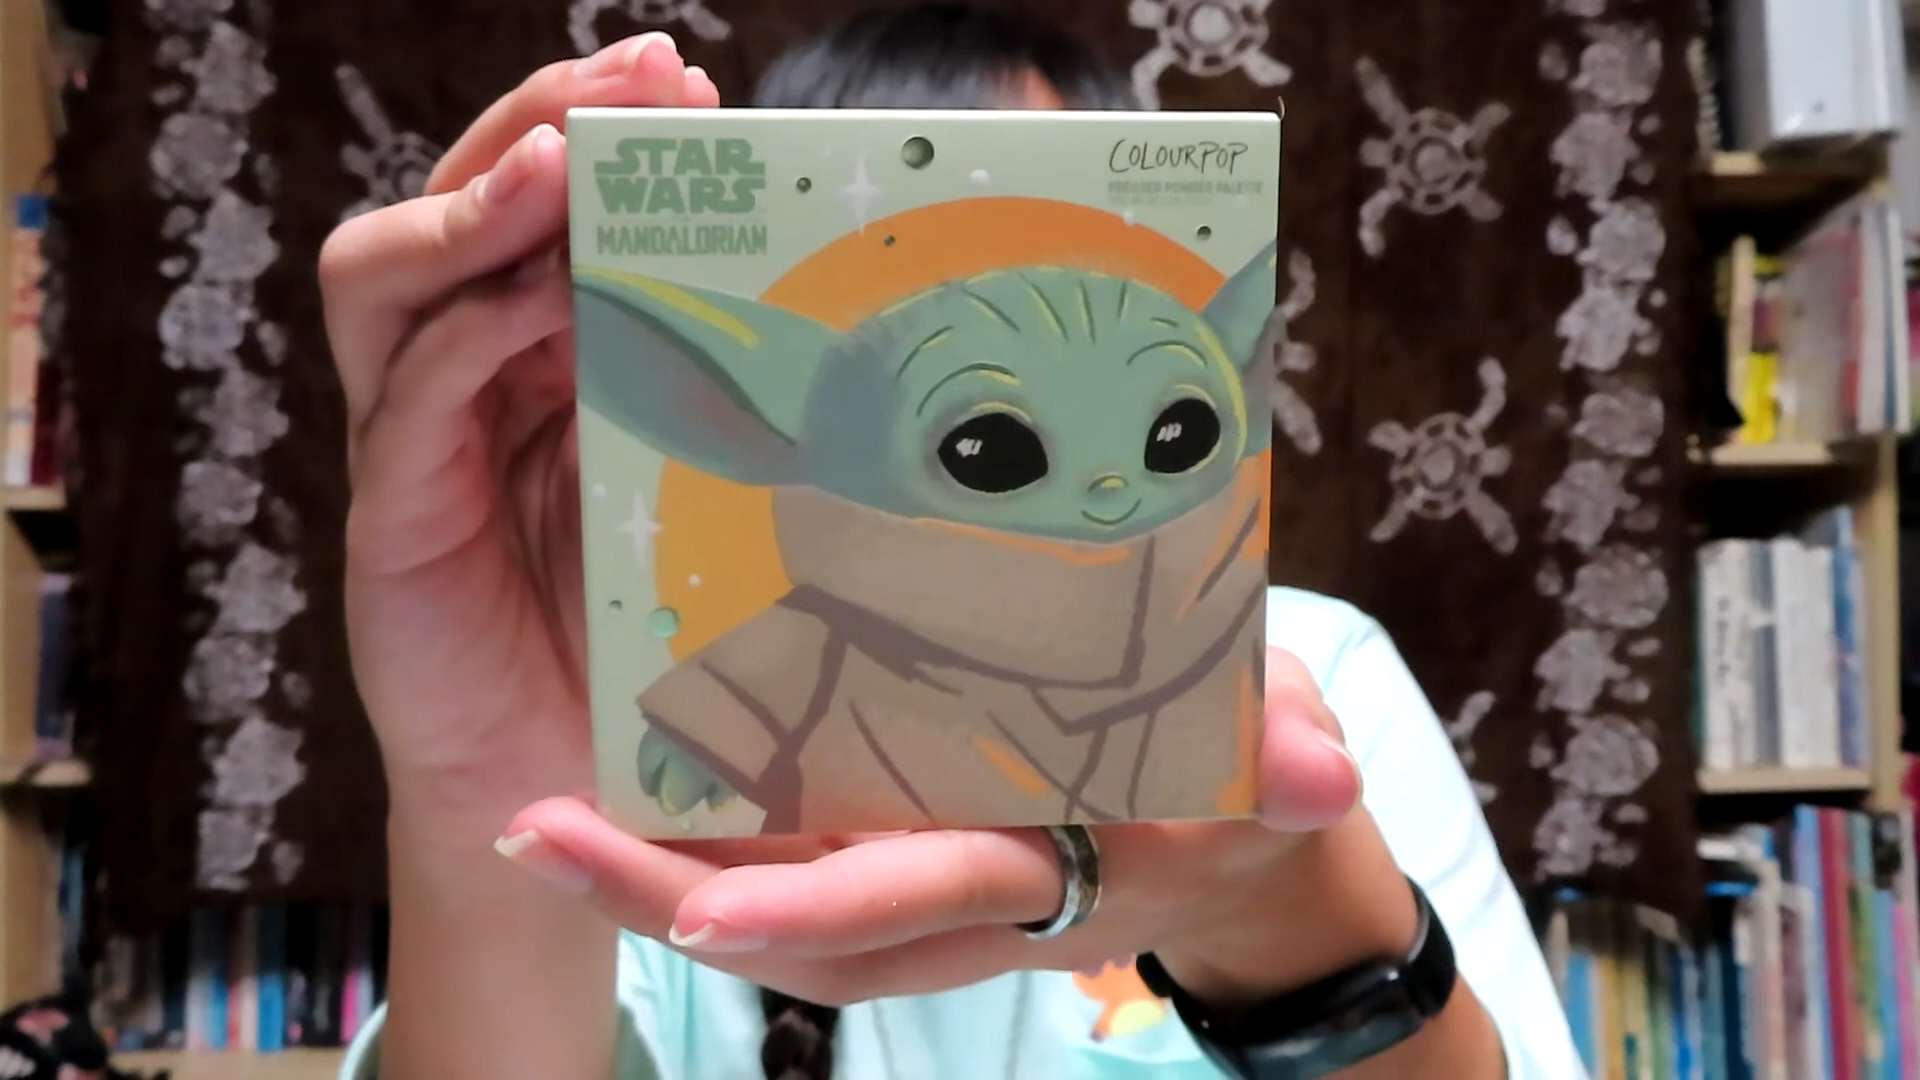 STAR
WARS
MANDALORIAN
COLOURPOP
PRESSED POWDER PALETTE